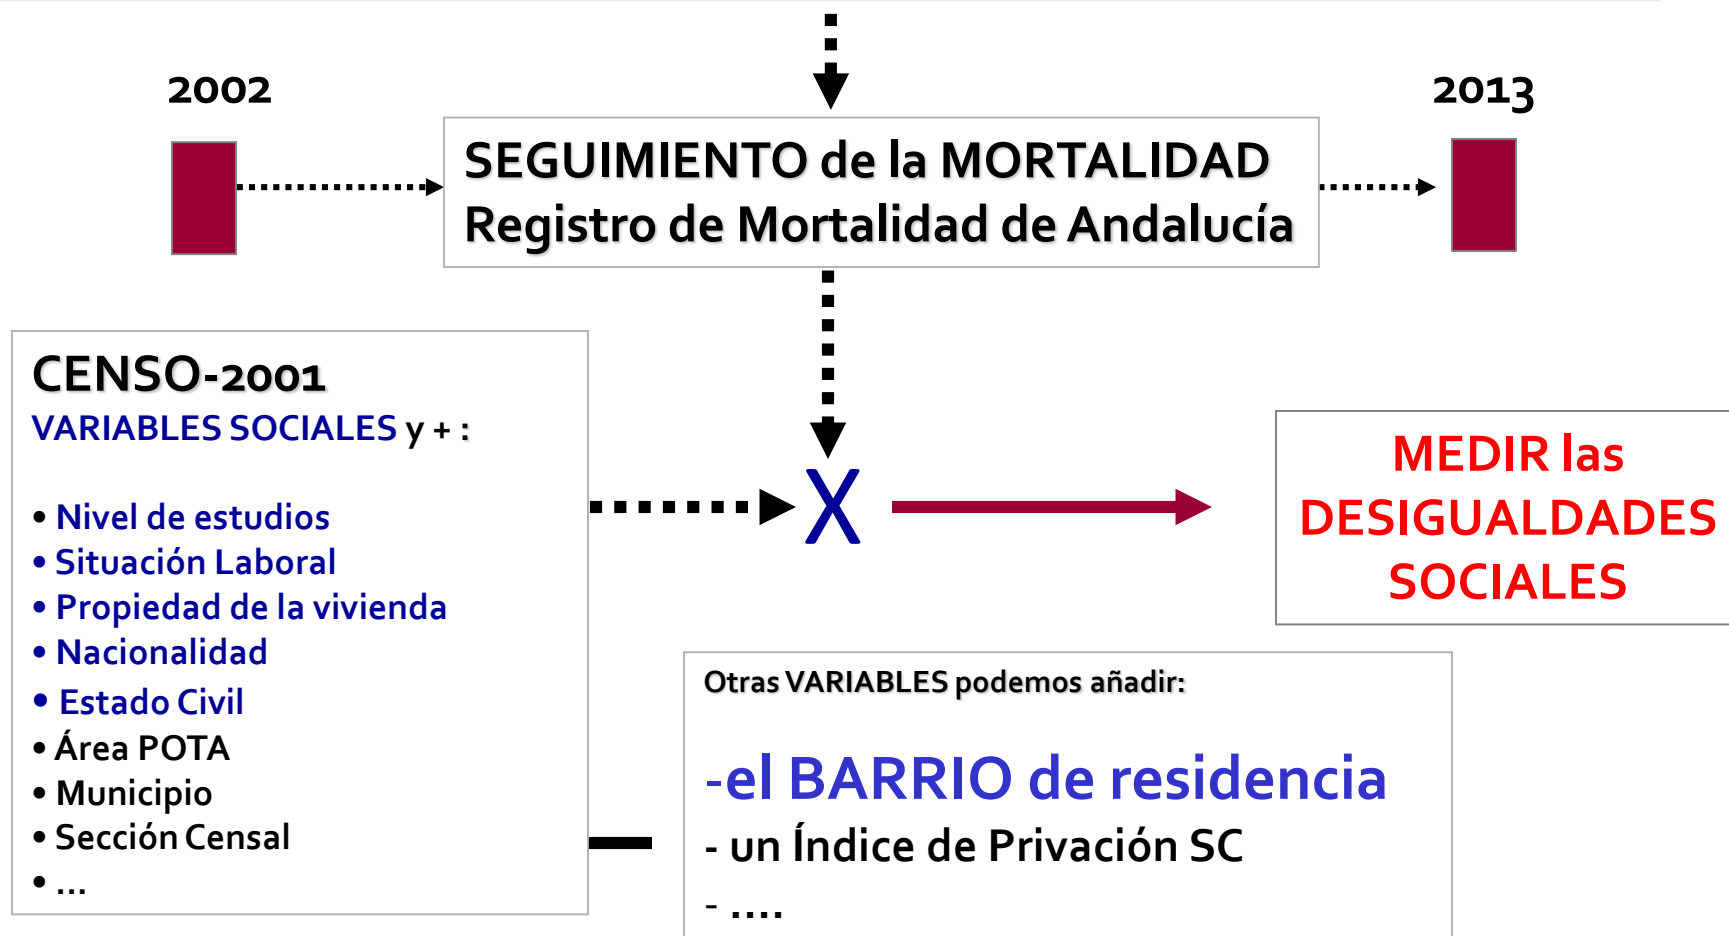 2002
2013
SEGUIMIENTO de la MORTALIDAD
Registro de Mortalidad de Andalucía
CENSO-2001
VARIABLES SOCIALES y + :
• Nivel de estudios
• Situación Laboral
• Propiedad de la vivienda
• Nacionalidad
• Estado Civil
• Área POTA
• Municipio
• Sección Censal
• ...
X
MEDIR las
DESIGUALDADES
SOCIALES
Otras VARIABLES podemos añadir:
-el BARRIO de residencia
- un Índice de Privación SC
- ....